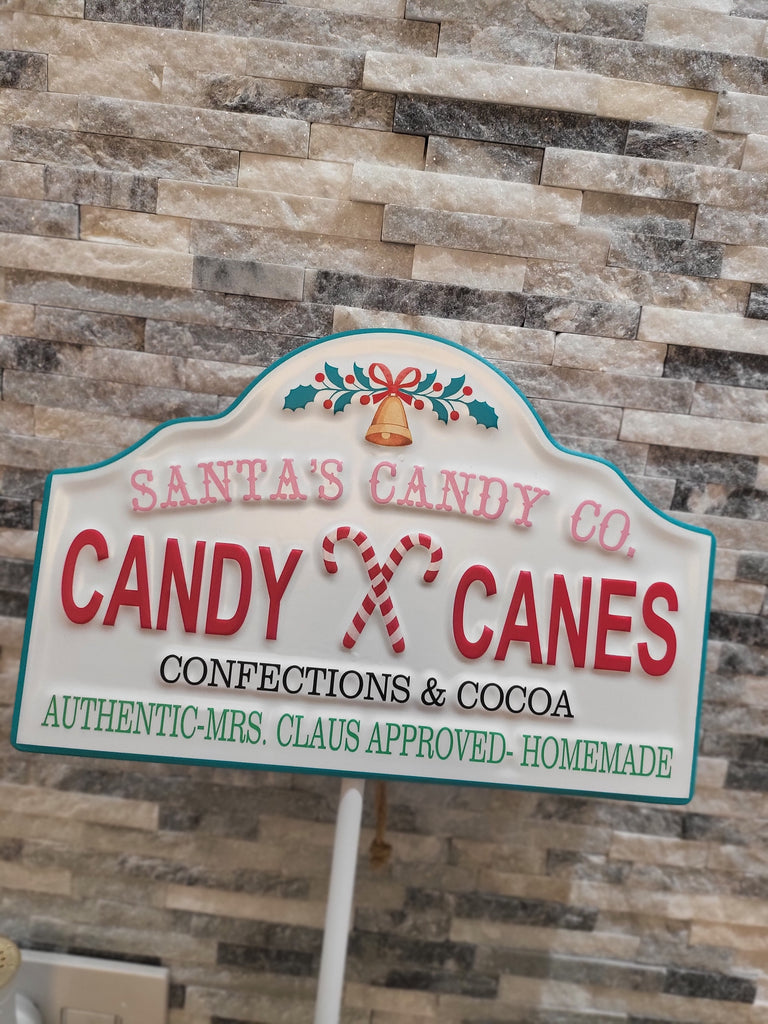 SANTA'S CANDY CO.
CANDY CANES
CONFECTIONS & COCOA
AUTHENTIC-MRS. CLAUS APPROVED- HOMEMADE